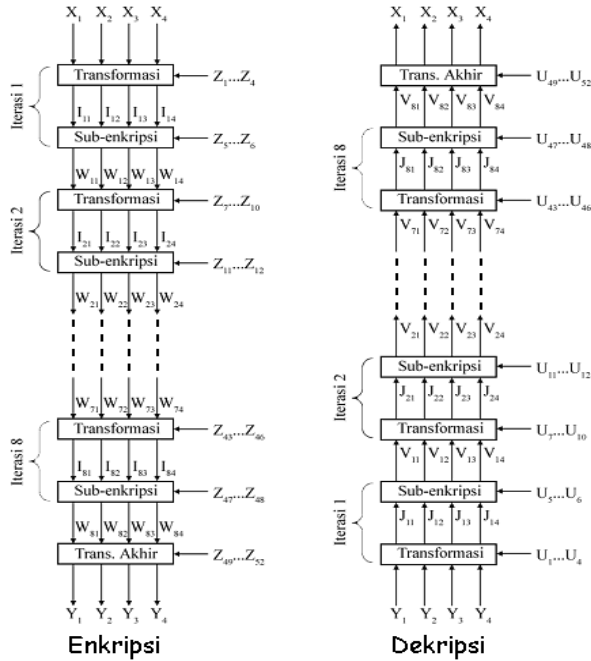 X₁ X₂ X₃ X₄
Transformasi
Z₁...Z₄
Iterasi 1
I₁₁ I₁₂ I₁₃ I₁₄
Sub-enkripsi
Z₅...Z₆
W₁₁ W₁₂ W₁₃ W₁₄
Transformasi
Z₇...Z₁₀
Iterasi 2
I₂₁ I₂₂ I₂₃ I₂₄
Sub-enkripsi
Z₁₁...Z₁₂
W₂₁ W₂₂ W₂₃ W₂₄
W₇₁ W₇₂ W₇₃ W₇₄
Transformasi
Z₄₃...Z₄₆
Iterasi 8
I₈₁ I₈₂ I₈₃ I₈₄
Sub-enkripsi
Z₄₇...Z₄₈
W₈₁ W₈₂ W₈₃ W₈₄
Trans. Akhir
Z₄₉...Z₅₂
Y₁ Y₂ Y₃ Y₄
Enkripsi
X₁ X₂ X₃ X₄
Trans. Akhir
U₄₉...U₅₂
V₈₁ V₈₂ V₈₃ V₈₄
Sub-enkripsi
U₄₇...U₄₈
Iterasi 8
J₈₁ J₈₂ J₈₃ J₈₄
Transformasi
U₄₃...U₄₆
V₇₁ V₇₂ V₇₃ V₇₄
V₂₁ V₂₂ V₂₃ V₂₄
Sub-enkripsi
U₁₁...U₁₂
Iterasi 2
J₂₁ J₂₂ J₂₃ J₂₄
Transformasi
U₇...U₁₀
V₁₁ V₁₂ V₁₃ V₁₄
Sub-enkripsi
U₅...U₆
Iterasi 1
J₁₁ J₁₂ J₁₃ J₁₄
Transformasi
U₁...U₄
Y₁ Y₂ Y₃ Y₄
Dekripsi